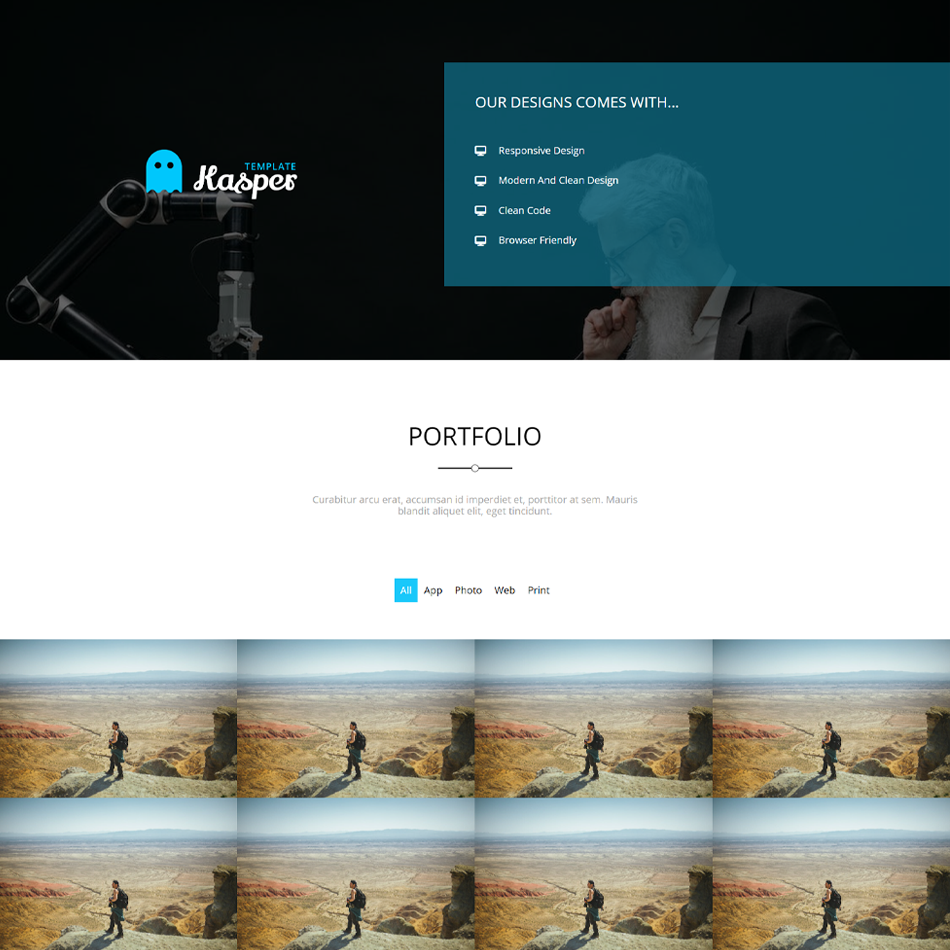 TEMPLATE
Kasper
OUR DESIGNS COMES WITH...
Responsive Design
Modern And Clean Design
Clean Code
Browser Friendly
PORTFOLIO
Curabitur arcu erat, accumsan id imperdiet et, porttitor at sem. Mauris
blandit aliquet elit, eget tincidunt.
All App Photo Web Print